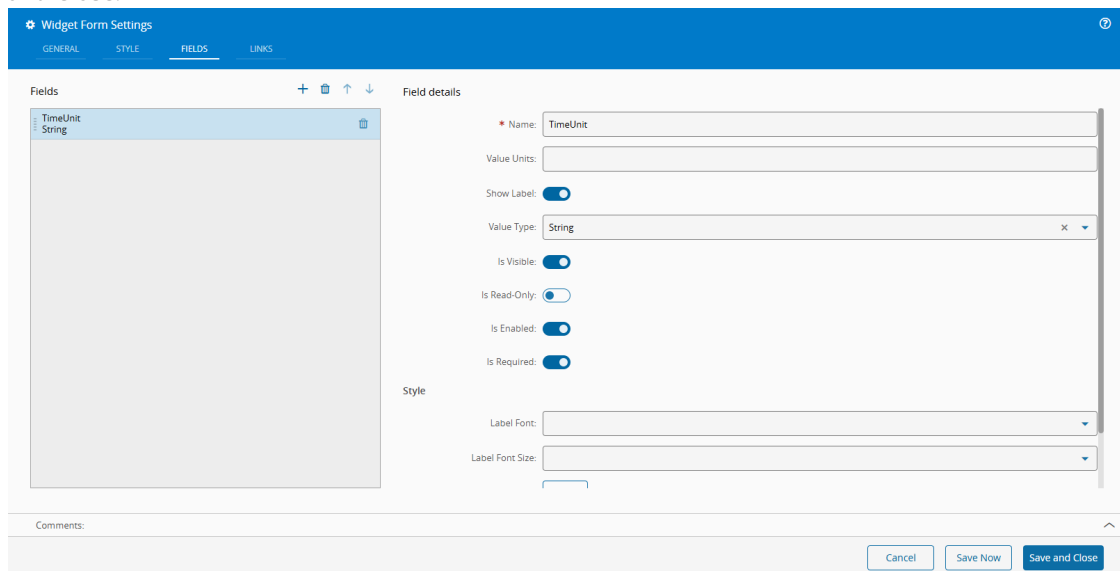 Widget Form Settings
GENERAL STYLE FIELDS LINKS
Fields
TimeUnit
String
Field details
* Name: TimeUnit
Value Units:
Show Label:
Value Type: String
Is Visible:
Is Read-Only:
Is Enabled:
Is Required:
Style
Label Font:
Label Font Size:
Comments:
Cancel Save Now Save and Close